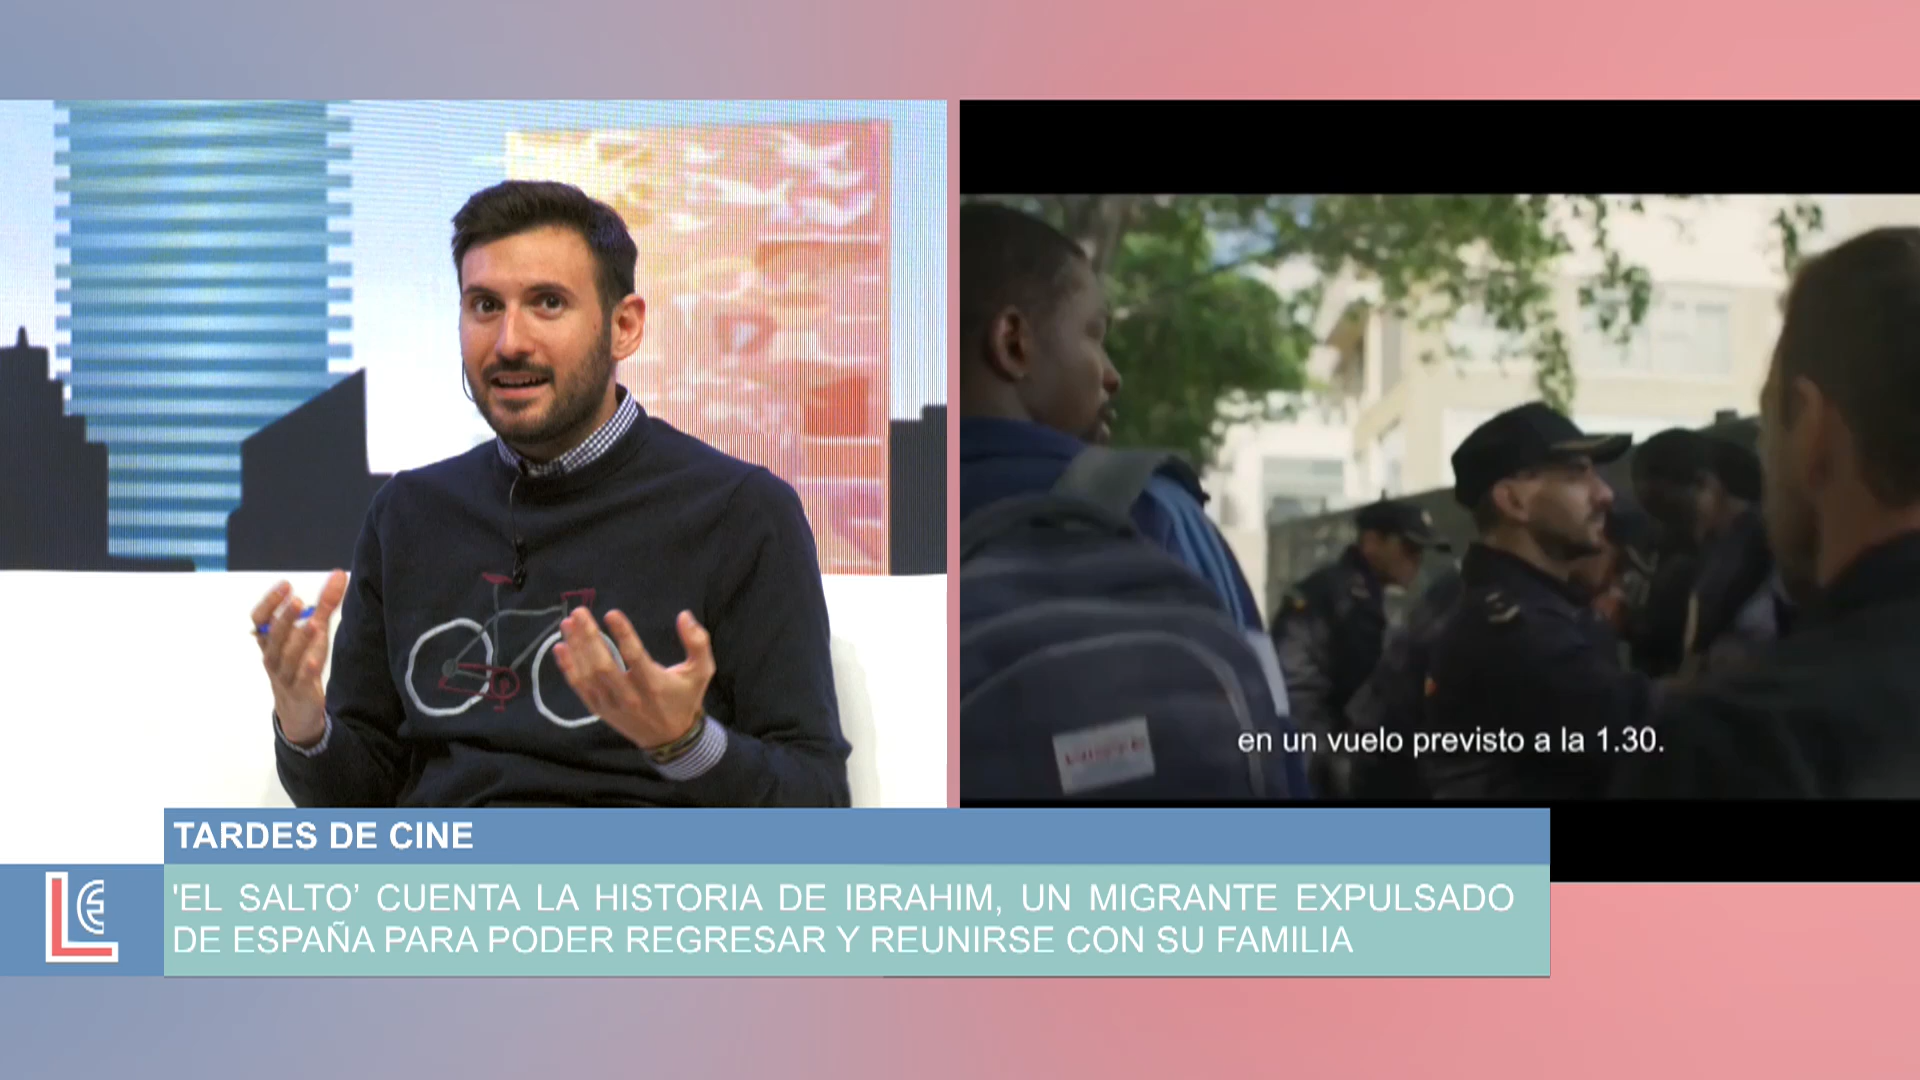 en un vuelo previsto a la 1.30.
TARDES DE CINE
'EL SALTO’ CUENTA LA HISTORIA DE IBRAHIM, UN MIGRANTE EXPULSADO
DE ESPAÑA PARA PODER REGRESAR Y REUNIRSE CON SU FAMILIA
LE